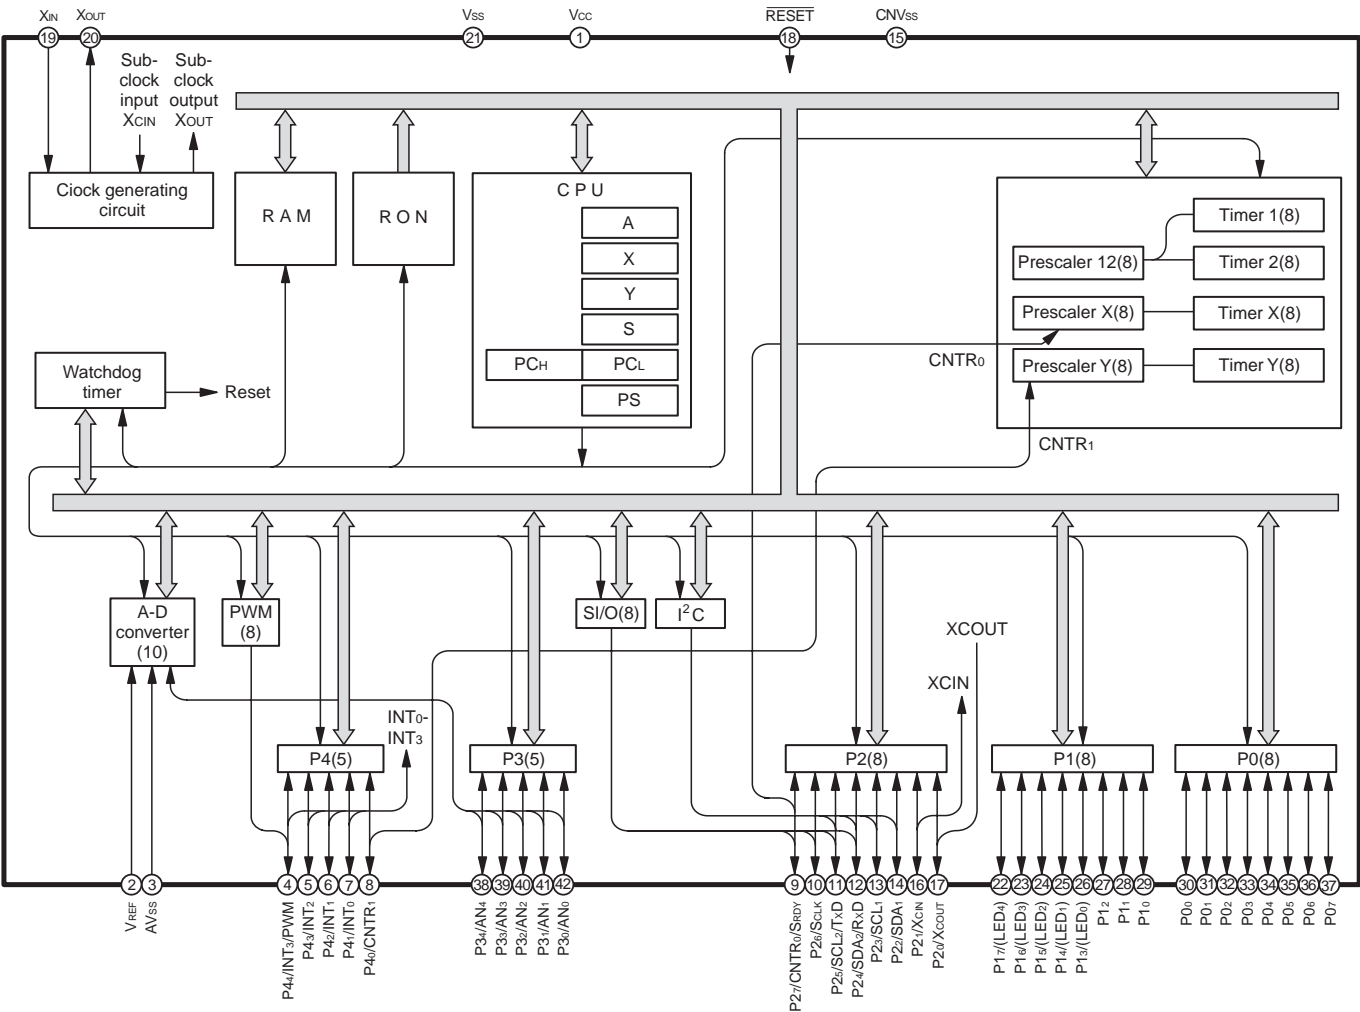 XIN
XOUT
VSS
VCC
RESET
CNVSS
19
20
21
1
18
15
Sub-
clock
input
XCIN
Sub-
clock
output
XOUT
Ciock generating
circuit
R A M
R O N
C P U
A
X
Y
S
PCH
PCL
PS
Timer 1(8)
Prescaler 12(8)
Timer 2(8)
Prescaler X(8)
Timer X(8)
CNTR0
Prescaler Y(8)
Timer Y(8)
CNTR1
Watchdog
timer
Reset
A-D
converter
(10)
PWM
(8)
SI/O(8)
I2C
XCOUT
XCIN
INT0-
INT3
P4(5)
P3(5)
P2(8)
P1(8)
P0(8)
2
3
4
5
6
7
8
38
39
40
41
42
9
10
11
12
13
14
16
17
22
23
24
25
26
27
28
29
30
31
32
33
34
35
36
37
VREF
AVSS
P44/INT3/PWM
P43/INT2
P42/INT1
P41/INT0
P40/CNTR1
P34/AN4
P33/AN3
P32/AN2
P31/AN1
P30/AN0
P27/CNTR0/SRDY
P26/SCLK
P25/SCL2/TxD
P24/SDA2/RxD
P23/SCL1
P22/SDA1
P21/XCIN
P20/XCOUT
P17/(LED4)
P16/(LED3)
P15/(LED2)
P14/(LED1)
P13/(LED0)
P12
P11
P10
P00
P01
P02
P03
P04
P05
P06
P07